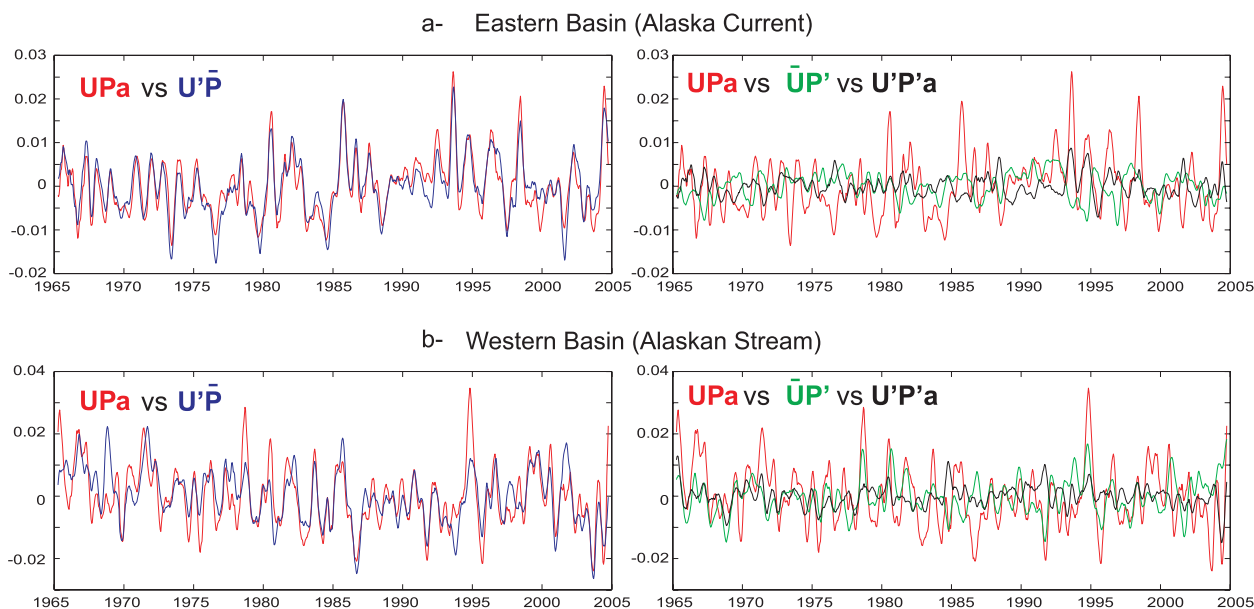 a- Eastern Basin (Alaska Current)
0.03
0.02
0.01
0
-0.01
-0.02
UPa vs U'P̄
1965 1970 1975 1980 1985 1990 1995 2000 2005
0.03
0.02
0.01
0
-0.01
-0.02
UPa vs ŪP' vs U'P'a
1965 1970 1975 1980 1985 1990 1995 2000 2005
b- Western Basin (Alaskan Stream)
0.04
0.02
0
-0.02
UPa vs U'P̄
1965 1970 1975 1980 1985 1990 1995 2000 2005
0.04
0.02
0
-0.02
UPa vs ŪP' vs U'P'a
1965 1970 1975 1980 1985 1990 1995 2000 2005